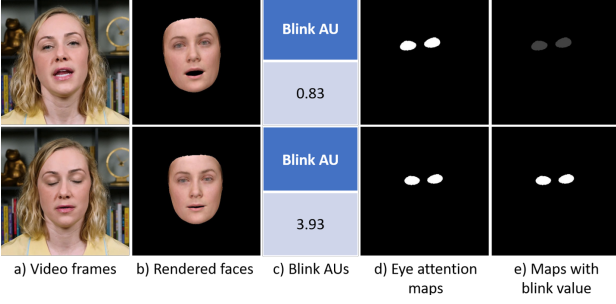 Blink AU
0.83
Blink AU
3.93
a) Video frames
b) Rendered faces
c) Blink AUs
d) Eye attention
maps
e) Maps with
blink value